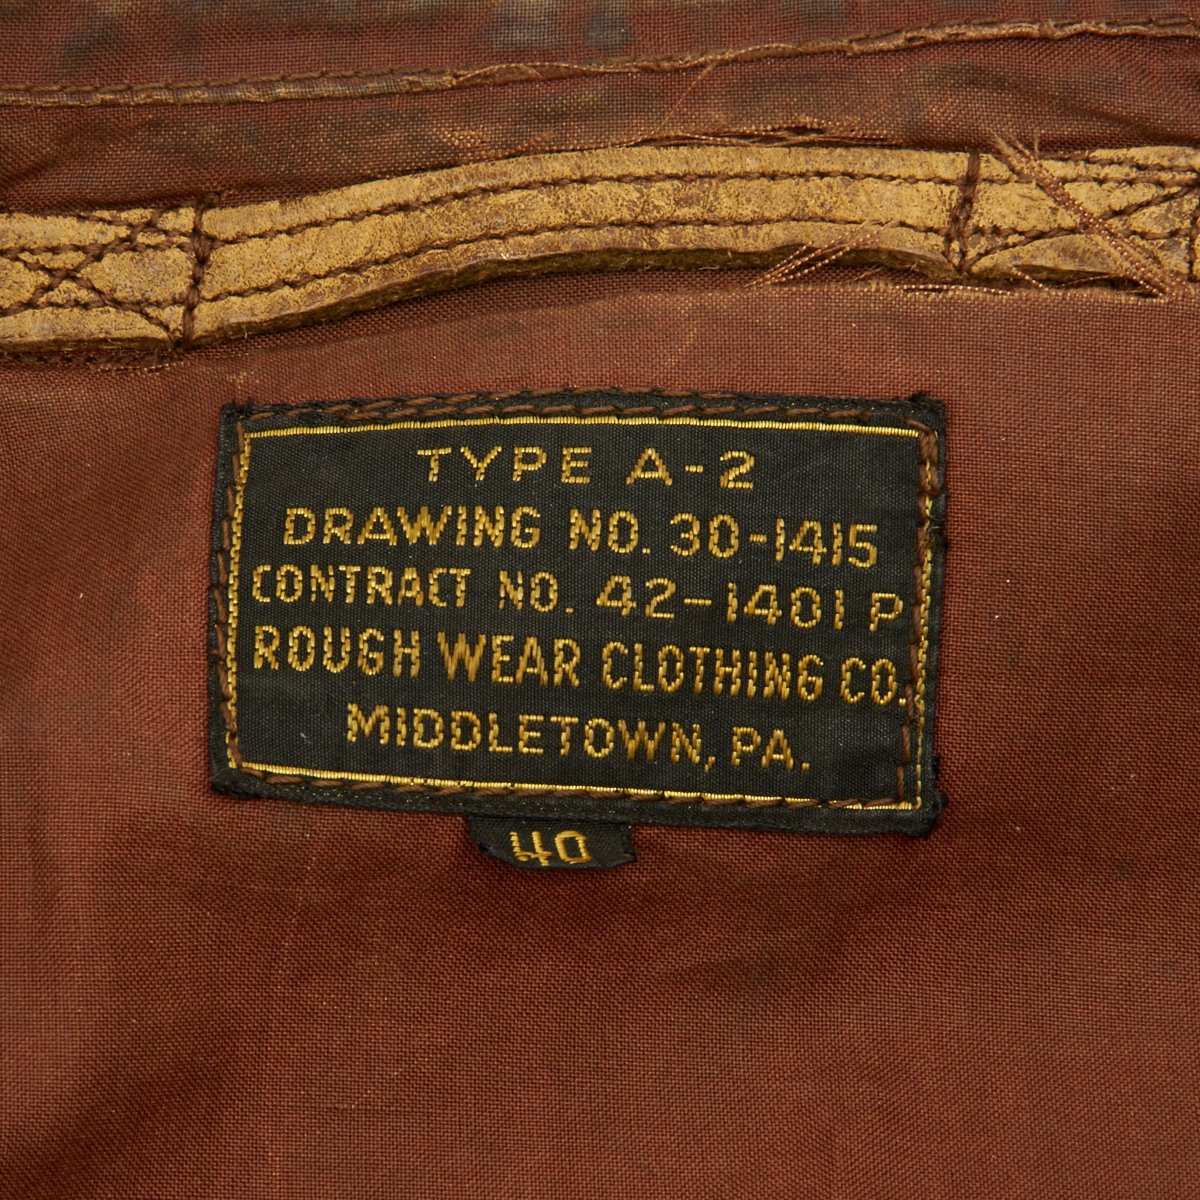 TYPE A-2
DRAWING NO. 30-1415
CONTRACT NO. 42-1401 P
ROUGH WEAR CLOTHING CO.
MIDDLETOWN, PA.
40